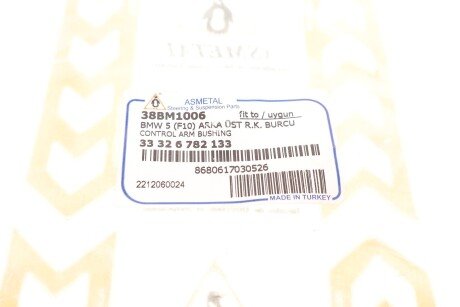 ASMETAL
ASMETAL
Steering & Suspension Parts
38BM1006 fit to / uygun
BMW 5 (F10) ARKA ÜST R.K. BURCU
CONTROL ARM BUSHING
33 32 6 782 133
8680617030526
2212060024
MADE IN TURKEY